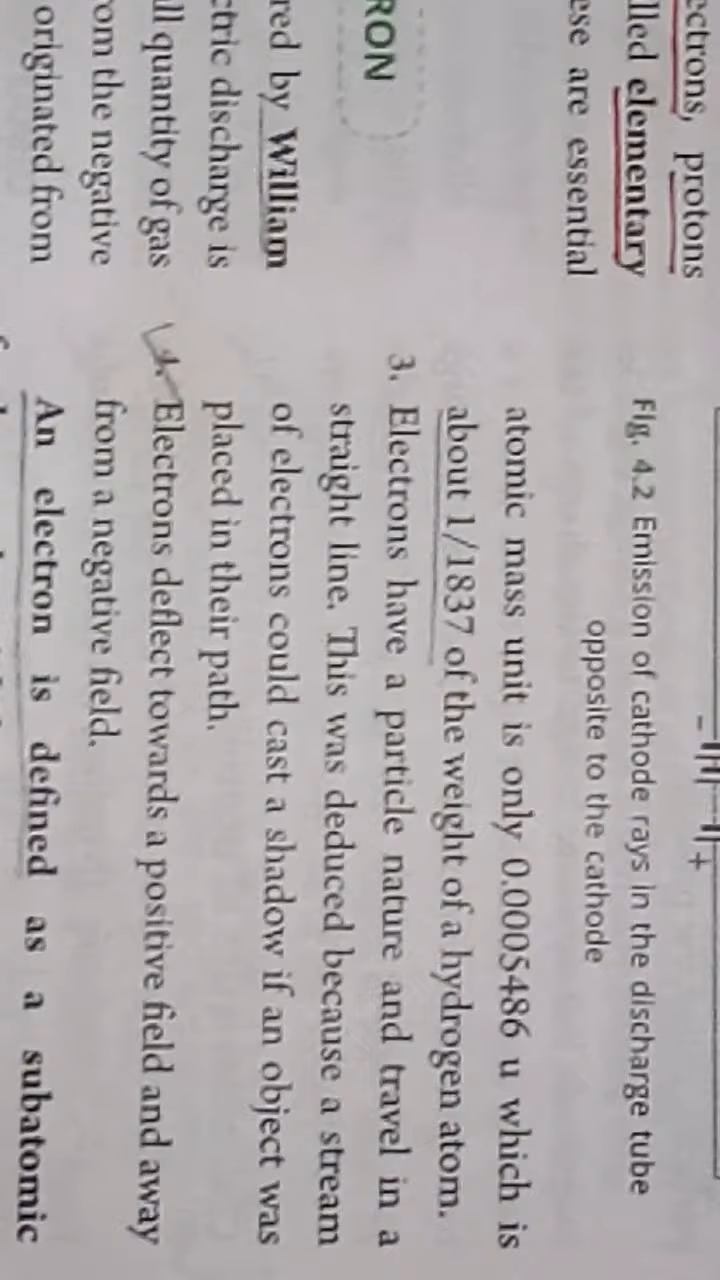 ectrons, protons
lled elementary
ese are essential
RON
red by William
ctric discharge is
ll quantity of gas
om the negative
originated from
- +
Fig. 4.2 Emission of cathode rays in the discharge tube
opposite to the cathode
atomic mass unit is only 0.0005486 u which is
about 1/1837 of the weight of a hydrogen atom.
3. Electrons have a particle nature and travel in a
straight line. This was deduced because a stream
of electrons could cast a shadow if an object was
placed in their path.
4. Electrons deflect towards a positive field and away
from a negative field.
An electron is defined as a subatomic